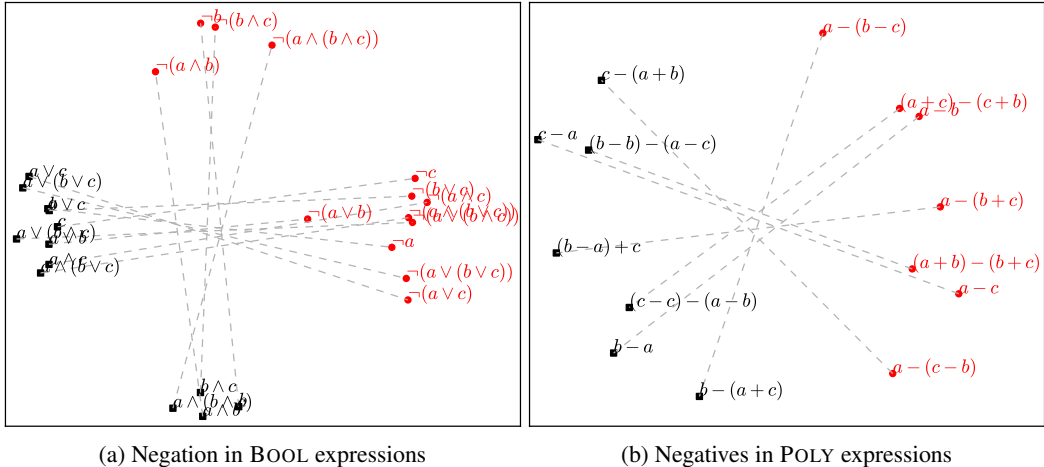 ¬b
¬(b ∧ c)
¬(a ∧ (b ∧ c))
¬(a ∧ b)
a ∨ c
a ∨ (b ∨ c)
b ∨ c
c
a ∨ (b ∧ c)
a ∨ b
a ∧ c
a ∧ (b ∨ c)
¬c
¬(b ∨ c)
¬(a ∧ c)
¬(a ∨ b)
¬a
¬(a ∨ (b ∨ c))
¬(a ∨ c)
b ∧ c
b
a ∧ b
a − (b − c)
c − (a + b)
(a + c) − (c + b)
a − b
c − a
(b − b) − (a − c)
a − (b + c)
(b − a) + c
(a + b) − (b + c)
a − c
(c − c) − (a − b)
b − a
a − (c − b)
b − (a + c)
(a) Negation in BOOL expressions
(b) Negatives in POLY expressions